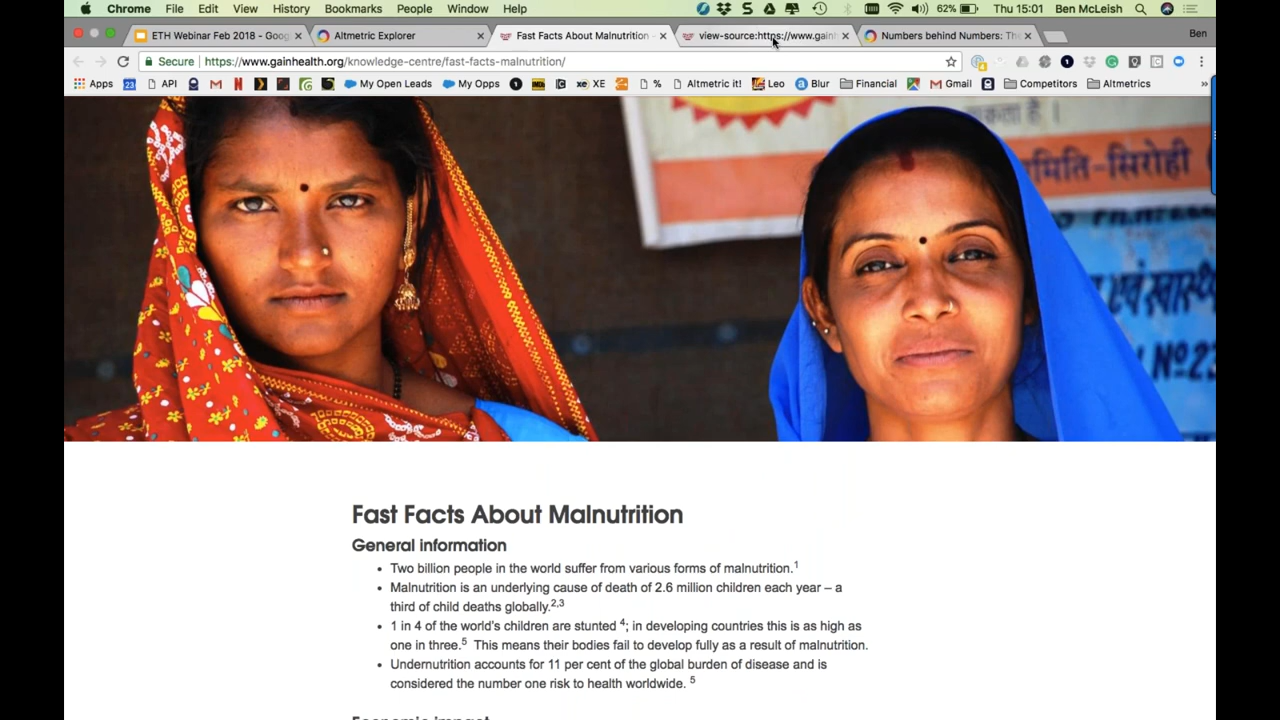 Chrome File Edit View History Bookmarks People Window Help 62% Thu 15:01 Ben McLeish
ETH Webinar Feb 2018 - Goog Altmetric Explorer Fast Facts About Malnutrition - view-source:https://www.gainh Numbers behind Numbers: The Ben
Secure https://www.gainhealth.org/knowledge-centre/fast-facts-malnutrition/
Apps 23 API My Open Leads My Opps XE % Altmetric it! Leo Blur Financial Gmail Competitors Altmetrics »
मिति-सिरोही
एवं स्वास्थ
Nº23
Fast Facts About Malnutrition
General information
• Two billion people in the world suffer from various forms of malnutrition.1
• Malnutrition is an underlying cause of death of 2.6 million children each year – a
third of child deaths globally.2,3
• 1 in 4 of the world's children are stunted 4; in developing countries this is as high as
one in three.5 This means their bodies fail to develop fully as a result of malnutrition.
• Undernutrition accounts for 11 per cent of the global burden of disease and is
considered the number one risk to health worldwide. 5
Economic impact